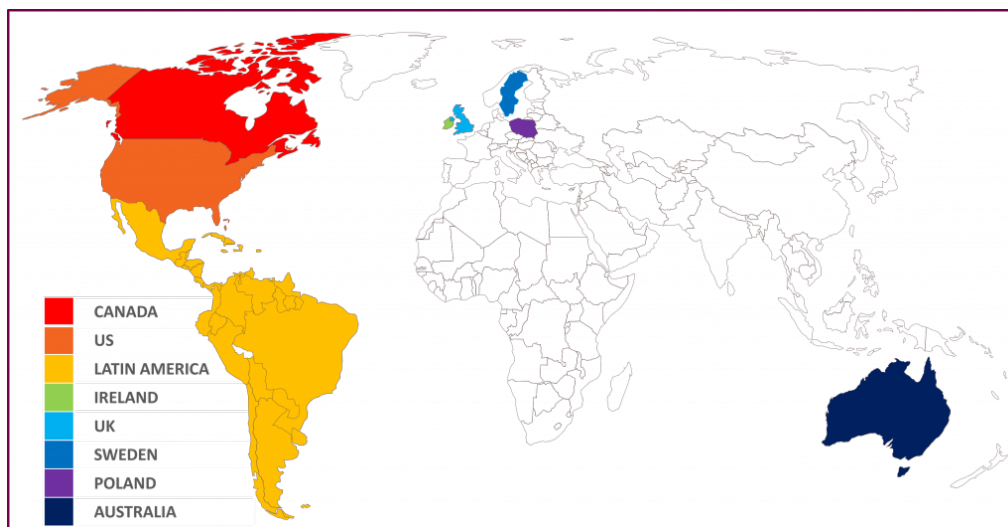 CANADA
US
LATIN AMERICA
IRELAND
UK
SWEDEN
POLAND
AUSTRALIA